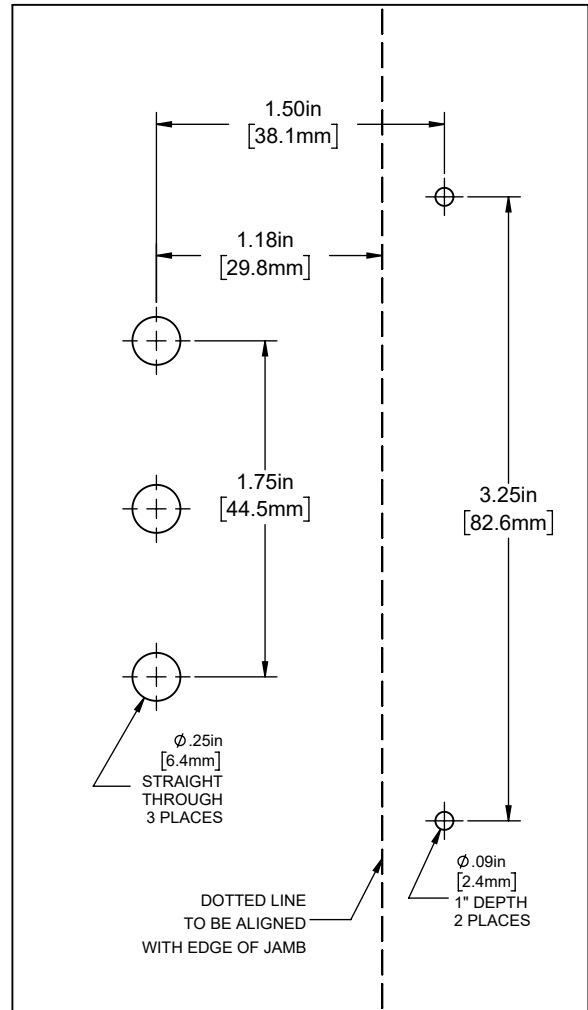 1.50in
[38.1mm]
1.18in
[29.8mm]
1.75in
[44.5mm]
3.25in
[82.6mm]
Ø.25in
[6.4mm]
STRAIGHT
THROUGH
3 PLACES
Ø.09in
[2.4mm]
1" DEPTH
2 PLACES
DOTTED LINE
TO BE ALIGNED
WITH EDGE OF JAMB